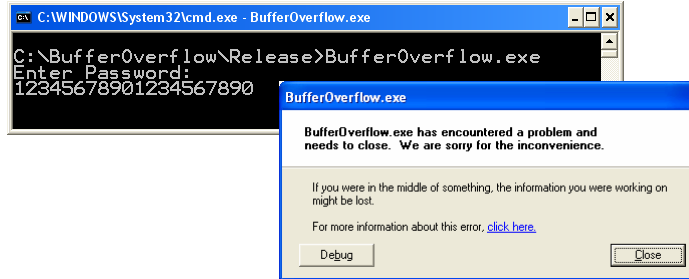 C:\WINDOWS\System32\cmd.exe - BufferOverflow.exe
C:\BufferOverflow\Release>BufferOverflow.exe
Enter Password:
12345678901234567890
BufferOverflow.exe
BufferOverflow.exe has encountered a problem and
needs to close.  We are sorry for the inconvenience.
If you were in the middle of something, the information you were working on
might be lost.
For more information about this error, click here.
Debug
Close